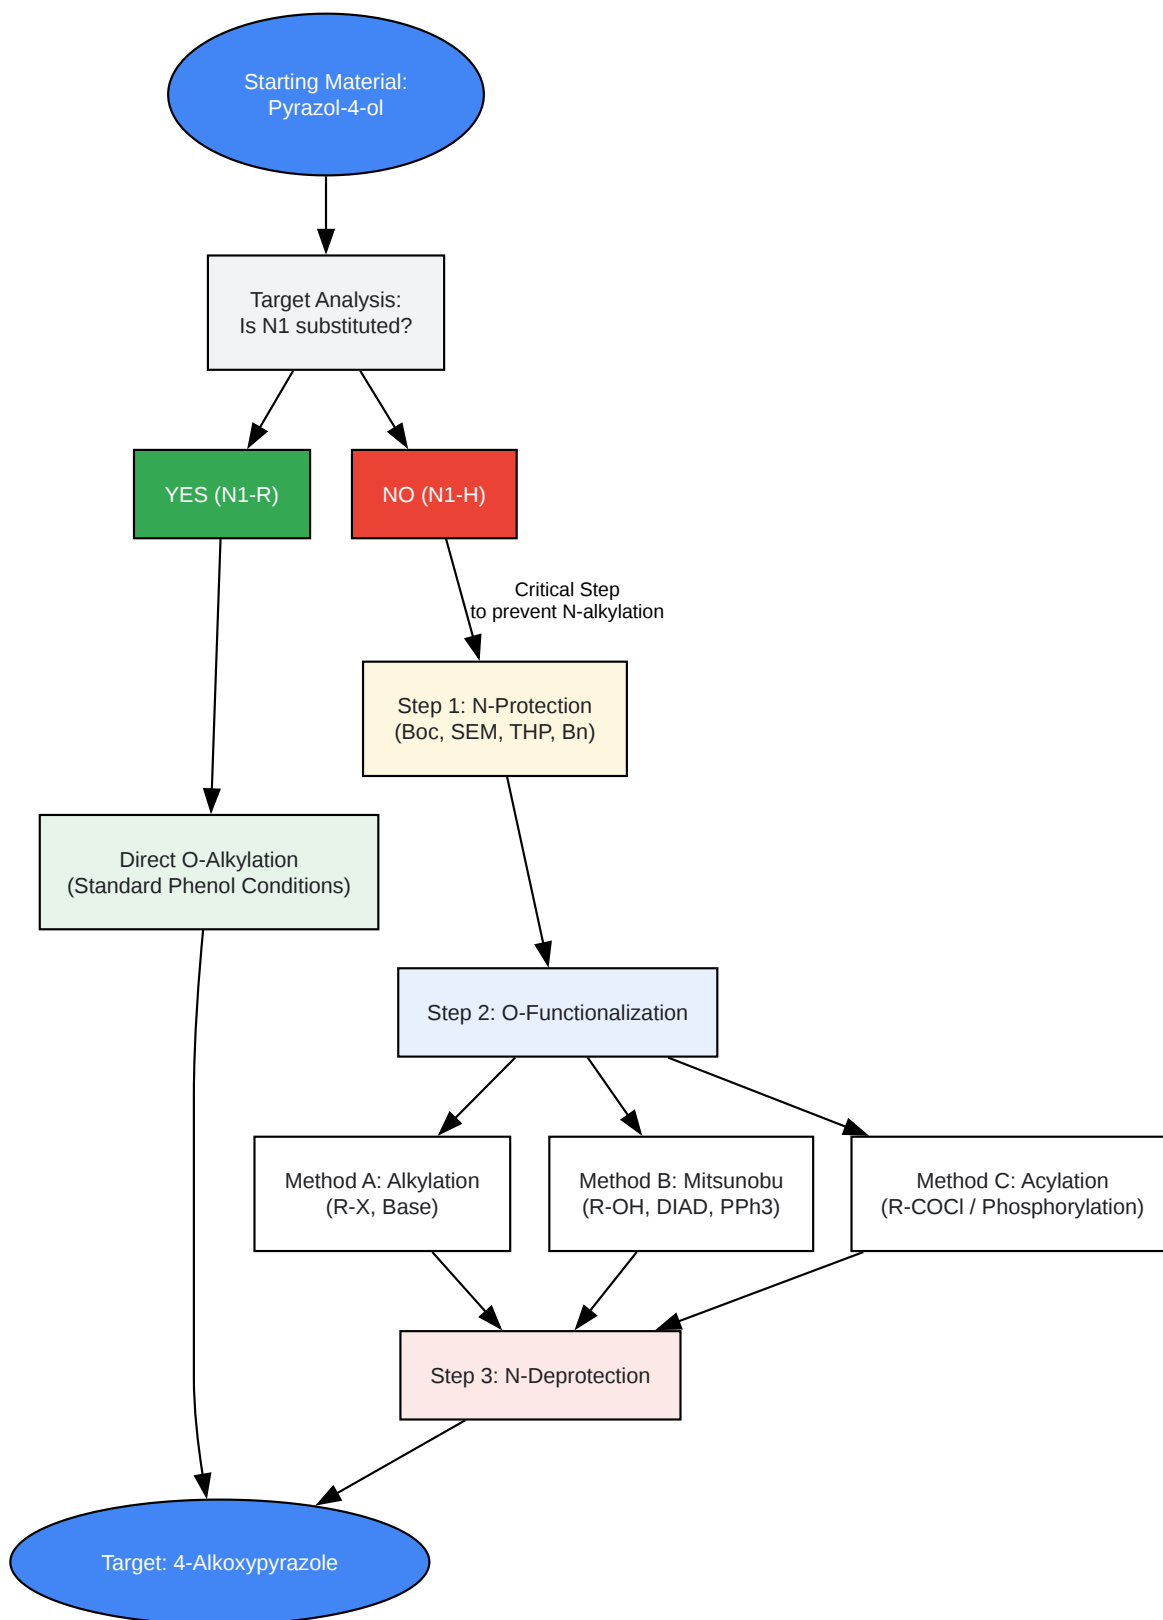 Starting Material:
Pyrazol-4-ol
Target Analysis:
Is N1 substituted?
YES (N1-R)
NO (N1-H)
Critical Step
to prevent N-alkylation
Step 1: N-Protection
(Boc, SEM, THP, Bn)
Direct O-Alkylation
(Standard Phenol Conditions)
Step 2: O-Functionalization
Method A: Alkylation
(R-X, Base)
Method B: Mitsunobu
(R-OH, DIAD, PPh3)
Method C: Acylation
(R-COCl / Phosphorylation)
Step 3: N-Deprotection
Target: 4-Alkoxypyrazole